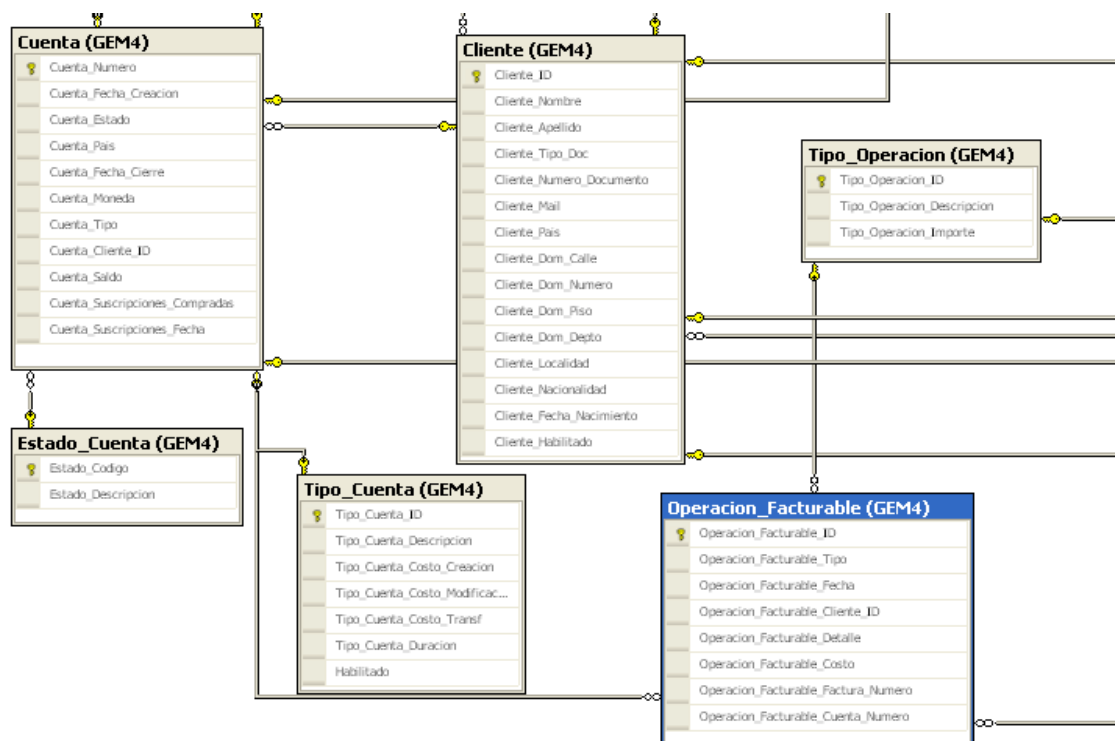 Cuenta (GEM4)
Cuenta_Numero
Cuenta_Fecha_Creacion
Cuenta_Estado
Cuenta_Pais
Cuenta_Fecha_Cierre
Cuenta_Moneda
Cuenta_Tipo
Cuenta_Cliente_ID
Cuenta_Saldo
Cuenta_Suscripciones_Compradas
Cuenta_Suscripciones_Fecha
Cliente (GEM4)
Cliente_ID
Cliente_Nombre
Cliente_Apellido
Cliente_Tipo_Doc
Cliente_Numero_Documento
Cliente_Mail
Cliente_Pais
Cliente_Dom_Calle
Cliente_Dom_Numero
Cliente_Dom_Piso
Cliente_Dom_Depto
Cliente_Localidad
Cliente_Nacionalidad
Cliente_Fecha_Nacimiento
Cliente_Habilitado
Tipo_Operacion (GEM4)
Tipo_Operacion_ID
Tipo_Operacion_Descripcion
Tipo_Operacion_Importe
Estado_Cuenta (GEM4)
Estado_Codigo
Estado_Descripcion
Tipo_Cuenta (GEM4)
Tipo_Cuenta_ID
Tipo_Cuenta_Descripcion
Tipo_Cuenta_Costo_Creacion
Tipo_Cuenta_Costo_Modificac...
Tipo_Cuenta_Costo_Transf
Tipo_Cuenta_Duracion
Habilitado
Operacion_Facturable (GEM4)
Operacion_Facturable_ID
Operacion_Facturable_Tipo
Operacion_Facturable_Fecha
Operacion_Facturable_Cliente_ID
Operacion_Facturable_Detalle
Operacion_Facturable_Costo
Operacion_Facturable_Factura_Numero
Operacion_Facturable_Cuenta_Numero